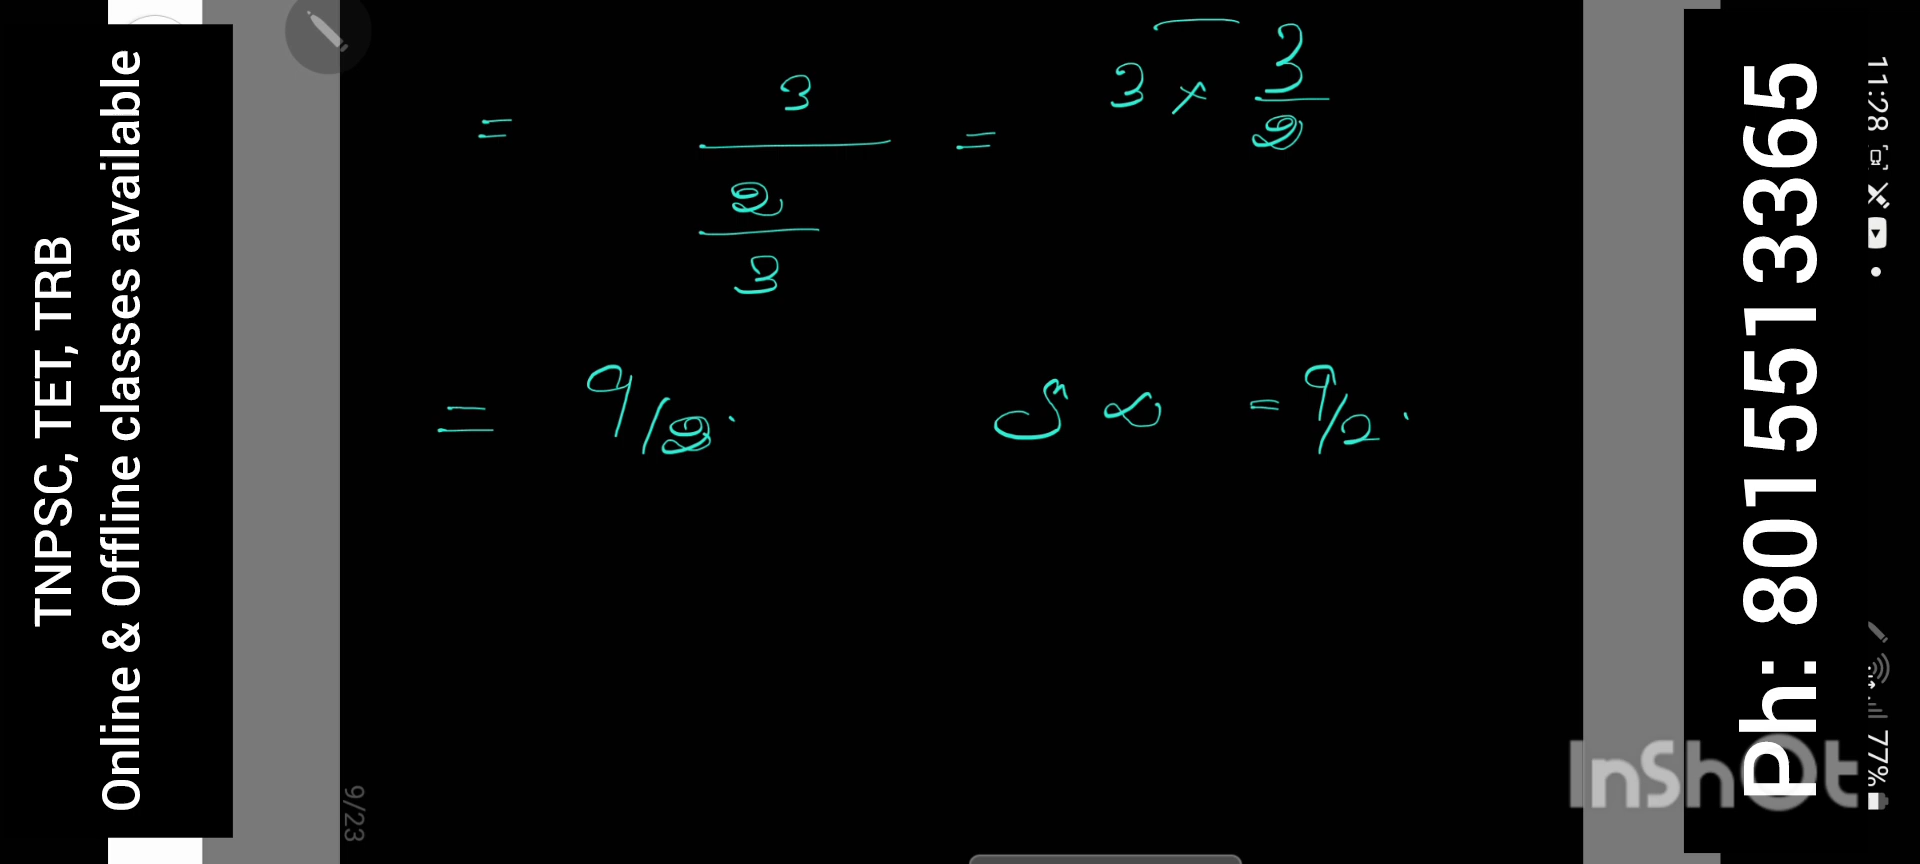 TNPSC, TET, TRB
Online & Offline classes available
= 3 / (2/3) = 3 × 3/2
= 9/2. S∞ = 9/2.
9/23
Ph: 8015513365
11:28
77%
InShOt